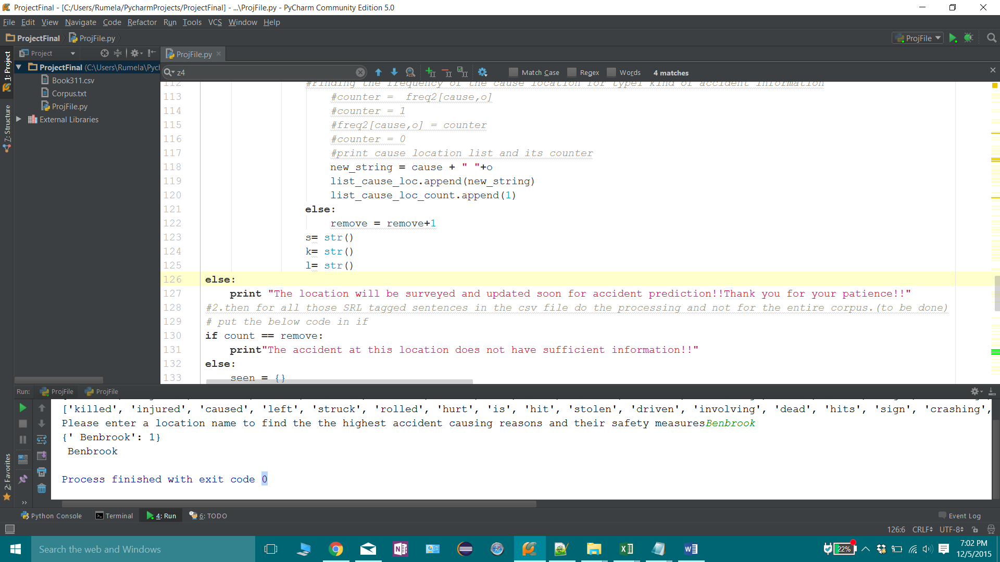 ProjectFinal - [C:/Users/Rumela/PycharmProjects/ProjectFinal] - ...\ProjFile.py - PyCharm Community Edition 5.0
File Edit View Navigate Code Refactor Run Tools VCS Window Help
ProjectFinal ProjFile.py
ProjFile
Project
ProjFile.py
1: Project
7: Structure
2: Favorites
ProjectFinal (C:\Users\Rumela\Pych
Book311.csv
Corpus.txt
ProjFile.py
External Libraries
z4
Match Case Regex Words 4 matches
112 #Finding the frequency of the cause location for type1 kind of accident information
113 #counter =  freq2[cause,o]
114 #counter = 1
115 #freq2[cause,o] = counter
116 #counter = 0
117 #print cause location list and its counter
118 new_string = cause + " "+o
119 list_cause_loc.append(new_string)
120 list_cause_loc_count.append(1)
121 else:
122 remove = remove+1
123 s= str()
124 k= str()
125 l= str()
126 else:
127 print "The location will be surveyed and updated soon for accident prediction!!Thank you for your patience!!"
128 #2.then for all those SRL tagged sentences in the csv file do the processing and not for the entire corpus.(to be done)
129 # put the below code in if
130 if count == remove:
131 print"The accident at this location does not have sufficient information!!"
132 else:
133 seen = {}
Run: ProjFile ProjFile
['killed', 'injured', 'caused', 'left', 'struck', 'rolled', 'hurt', 'is', 'hit', 'stolen', 'driven', 'involving', 'dead', 'hits', 'sign', 'crashing',
Please enter a location name to find the the highest accident causing reasons and their safety measuresBenbrook
{' Benbrook': 1}
 Benbrook
Process finished with exit code 0
Python Console Terminal 4: Run 6: TODO Event Log
126:6 CRLF UTF-8
Search the web and Windows
22%
7:02 PM
12/5/2015